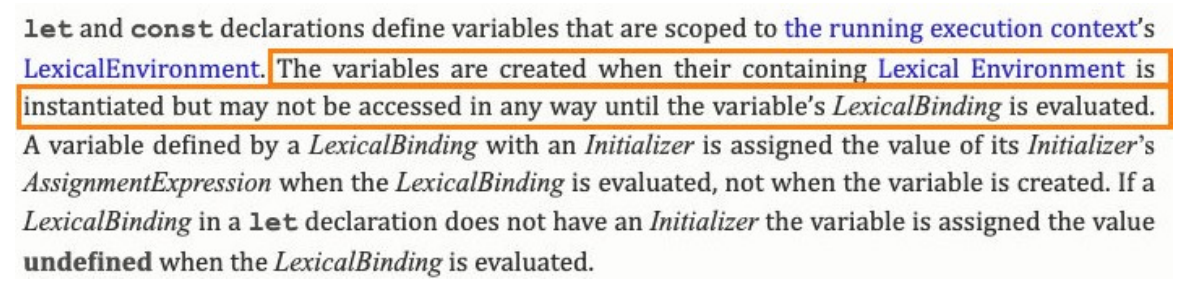 let and const declarations define variables that are scoped to the running execution context's
LexicalEnvironment. The variables are created when their containing Lexical Environment is
instantiated but may not be accessed in any way until the variable's LexicalBinding is evaluated.
A variable defined by a LexicalBinding with an Initializer is assigned the value of its Initializer's
AssignmentExpression when the LexicalBinding is evaluated, not when the variable is created. If a
LexicalBinding in a let declaration does not have an Initializer the variable is assigned the value
undefined when the LexicalBinding is evaluated.